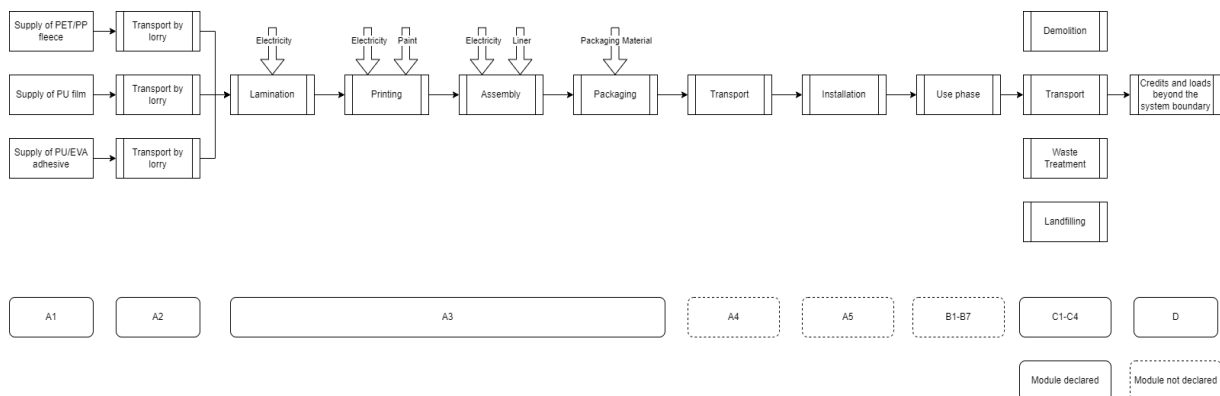 Supply of PET/PP
fleece
Transport by
lorry
Demolition
Electricity
Electricity
Paint
Electricity
Liner
Packaging Material
Supply of PU film
Transport by
lorry
Lamination
Printing
Assembly
Packaging
Transport
Installation
Use phase
Transport
Credits and loads
beyond the
system boundary
Supply of PU/EVA
adhesive
Transport by
lorry
Waste
Treatment
Landfilling
A1
A2
A3
A4
A5
B1-B7
C1-C4
D
Module declared
Module not declared